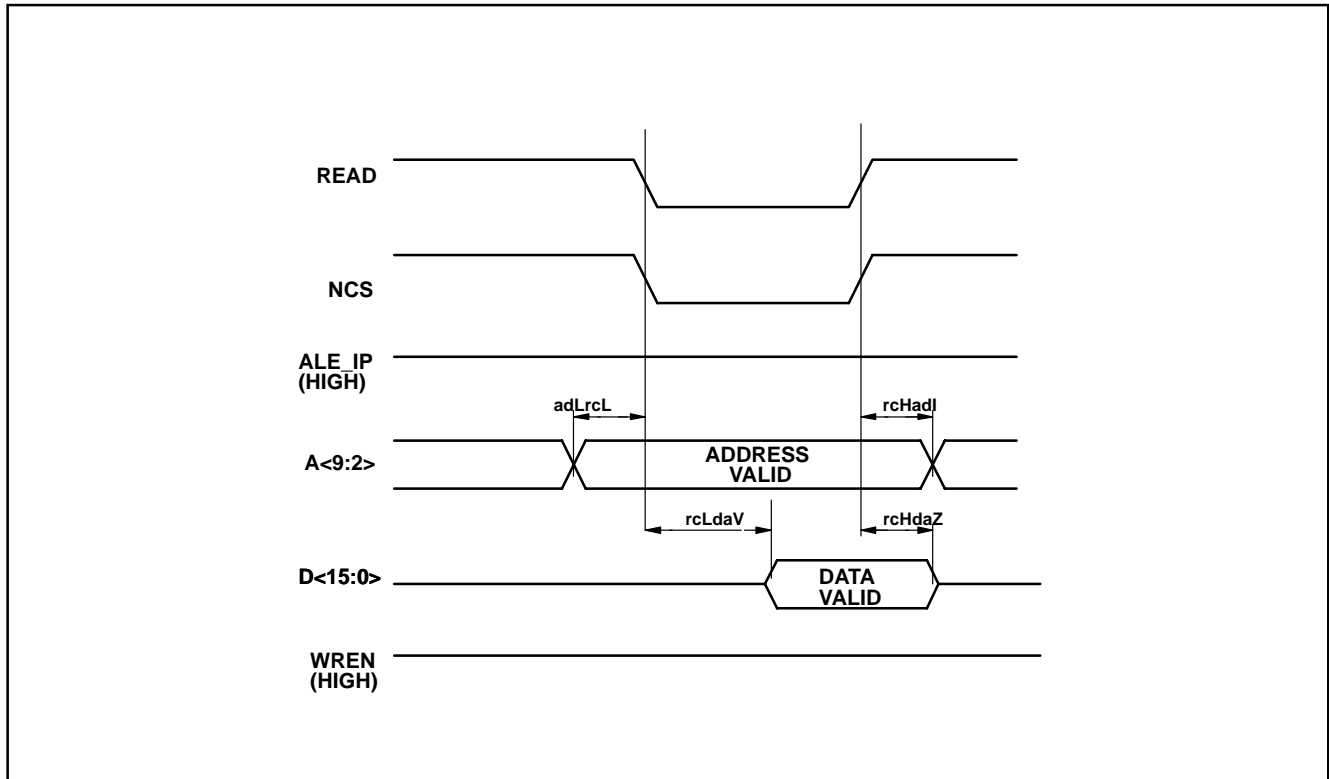 READ
NCS
ALE_IP
(HIGH)
adLrcL
rcHadI
A<9:2>
ADDRESS
VALID
rcLdaV
rcHdaZ
D<15:0>
DATA
VALID
WREN
(HIGH)